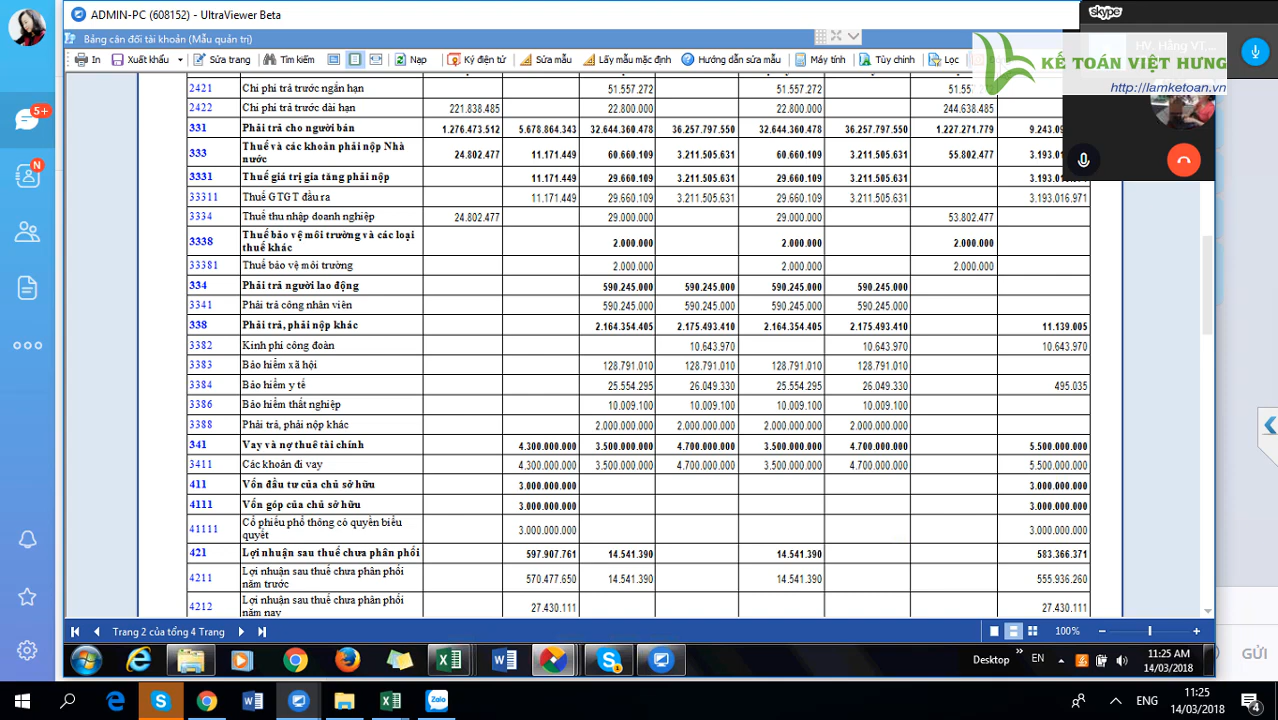 ADMIN-PC (608152) - UltraViewer Beta
skype
Bảng cân đối tài khoản (Mẫu quản trị)
HV. Hằng VT...
In Xuất khẩu Sửa trang Tìm kiếm Nạp Ký điện tử Sửa mẫu Lấy mẫu mặc định Hướng dẫn sửa mẫu Máy tính Tùy chỉnh Lọc
KẾ TOÁN VIỆT HƯNG
http://lamketoan.vn
5+
N
2421 Chi phí trả trước ngắn hạn 51.557.272 51.557.272
2422 Chi phí trả trước dài hạn 221.838.485 22.800.000 22.800.000 244.638.485
331 Phải trả cho người bán 1.276.473.512 5.678.864.343 32.644.360.478 36.257.797.550 32.644.360.478 36.257.797.550 1.227.271.779
333 Thuế và các khoản phải nộp Nhà nước 24.802.477 11.171.449 60.660.109 3.211.505.631 60.660.109 3.211.505.631 55.802.477
3331 Thuế giá trị gia tăng phải nộp 11.171.449 29.660.109 3.211.505.631 29.660.109 3.211.505.631 3.193.016.971
33311 Thuế GTGT đầu ra 11.171.449 29.660.109 3.211.505.631 29.660.109 3.211.505.631 3.193.016.971
3334 Thuế thu nhập doanh nghiệp 24.802.477 29.000.000 29.000.000 53.802.477
3338 Thuế bảo vệ môi trường và các loại thuế khác 2.000.000 2.000.000 2.000.000
33381 Thuế bảo vệ môi trường 2.000.000 2.000.000 2.000.000
334 Phải trả người lao động 590.245.000 590.245.000 590.245.000 590.245.000
3341 Phải trả công nhân viên 590.245.000 590.245.000 590.245.000 590.245.000
338 Phải trả, phải nộp khác 2.164.354.405 2.175.493.410 2.164.354.405 2.175.493.410 11.139.005
3382 Kinh phí công đoàn 10.643.970 10.643.970 10.643.970
3383 Bảo hiểm xã hội 128.791.010 128.791.010 128.791.010 128.791.010
3384 Bảo hiểm y tế 25.554.295 26.049.330 25.554.295 26.049.330 495.035
3386 Bảo hiểm thất nghiệp 10.009.100 10.009.100 10.009.100 10.009.100
3388 Phải trả, phải nộp khác 2.000.000.000 2.000.000.000 2.000.000.000 2.000.000.000
341 Vay và nợ thuê tài chính 4.300.000.000 3.500.000.000 4.700.000.000 3.500.000.000 4.700.000.000 5.500.000.000
3411 Các khoản đi vay 4.300.000.000 3.500.000.000 4.700.000.000 3.500.000.000 4.700.000.000 5.500.000.000
411 Vốn đầu tư của chủ sở hữu 3.000.000.000 3.000.000.000
4111 Vốn góp của chủ sở hữu 3.000.000.000 3.000.000.000
41111 Cổ phiếu phổ thông có quyền biểu quyết 3.000.000.000 3.000.000.000
421 Lợi nhuận sau thuế chưa phân phối 597.907.761 14.541.390 14.541.390 583.366.371
4211 Lợi nhuận sau thuế chưa phân phối năm trước 570.477.650 14.541.390 14.541.390 555.936.260
4212 Lợi nhuận sau thuế chưa phân phối năm nay 27.430.111 27.430.111
Trang 2 của tổng 4 Trang 100%
Desktop EN 11:25 AM
14/03/2018
GỬI
ENG 11:25
14/03/2018
4